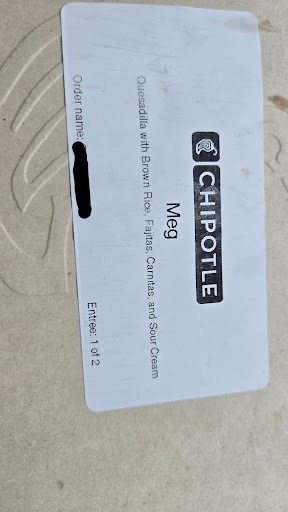 CHIPOTLE
Meg
Quesadilla with Brown Rice, Fajitas, Carnitas, and Sour Cream
Order name:
Entree: 1 of 2